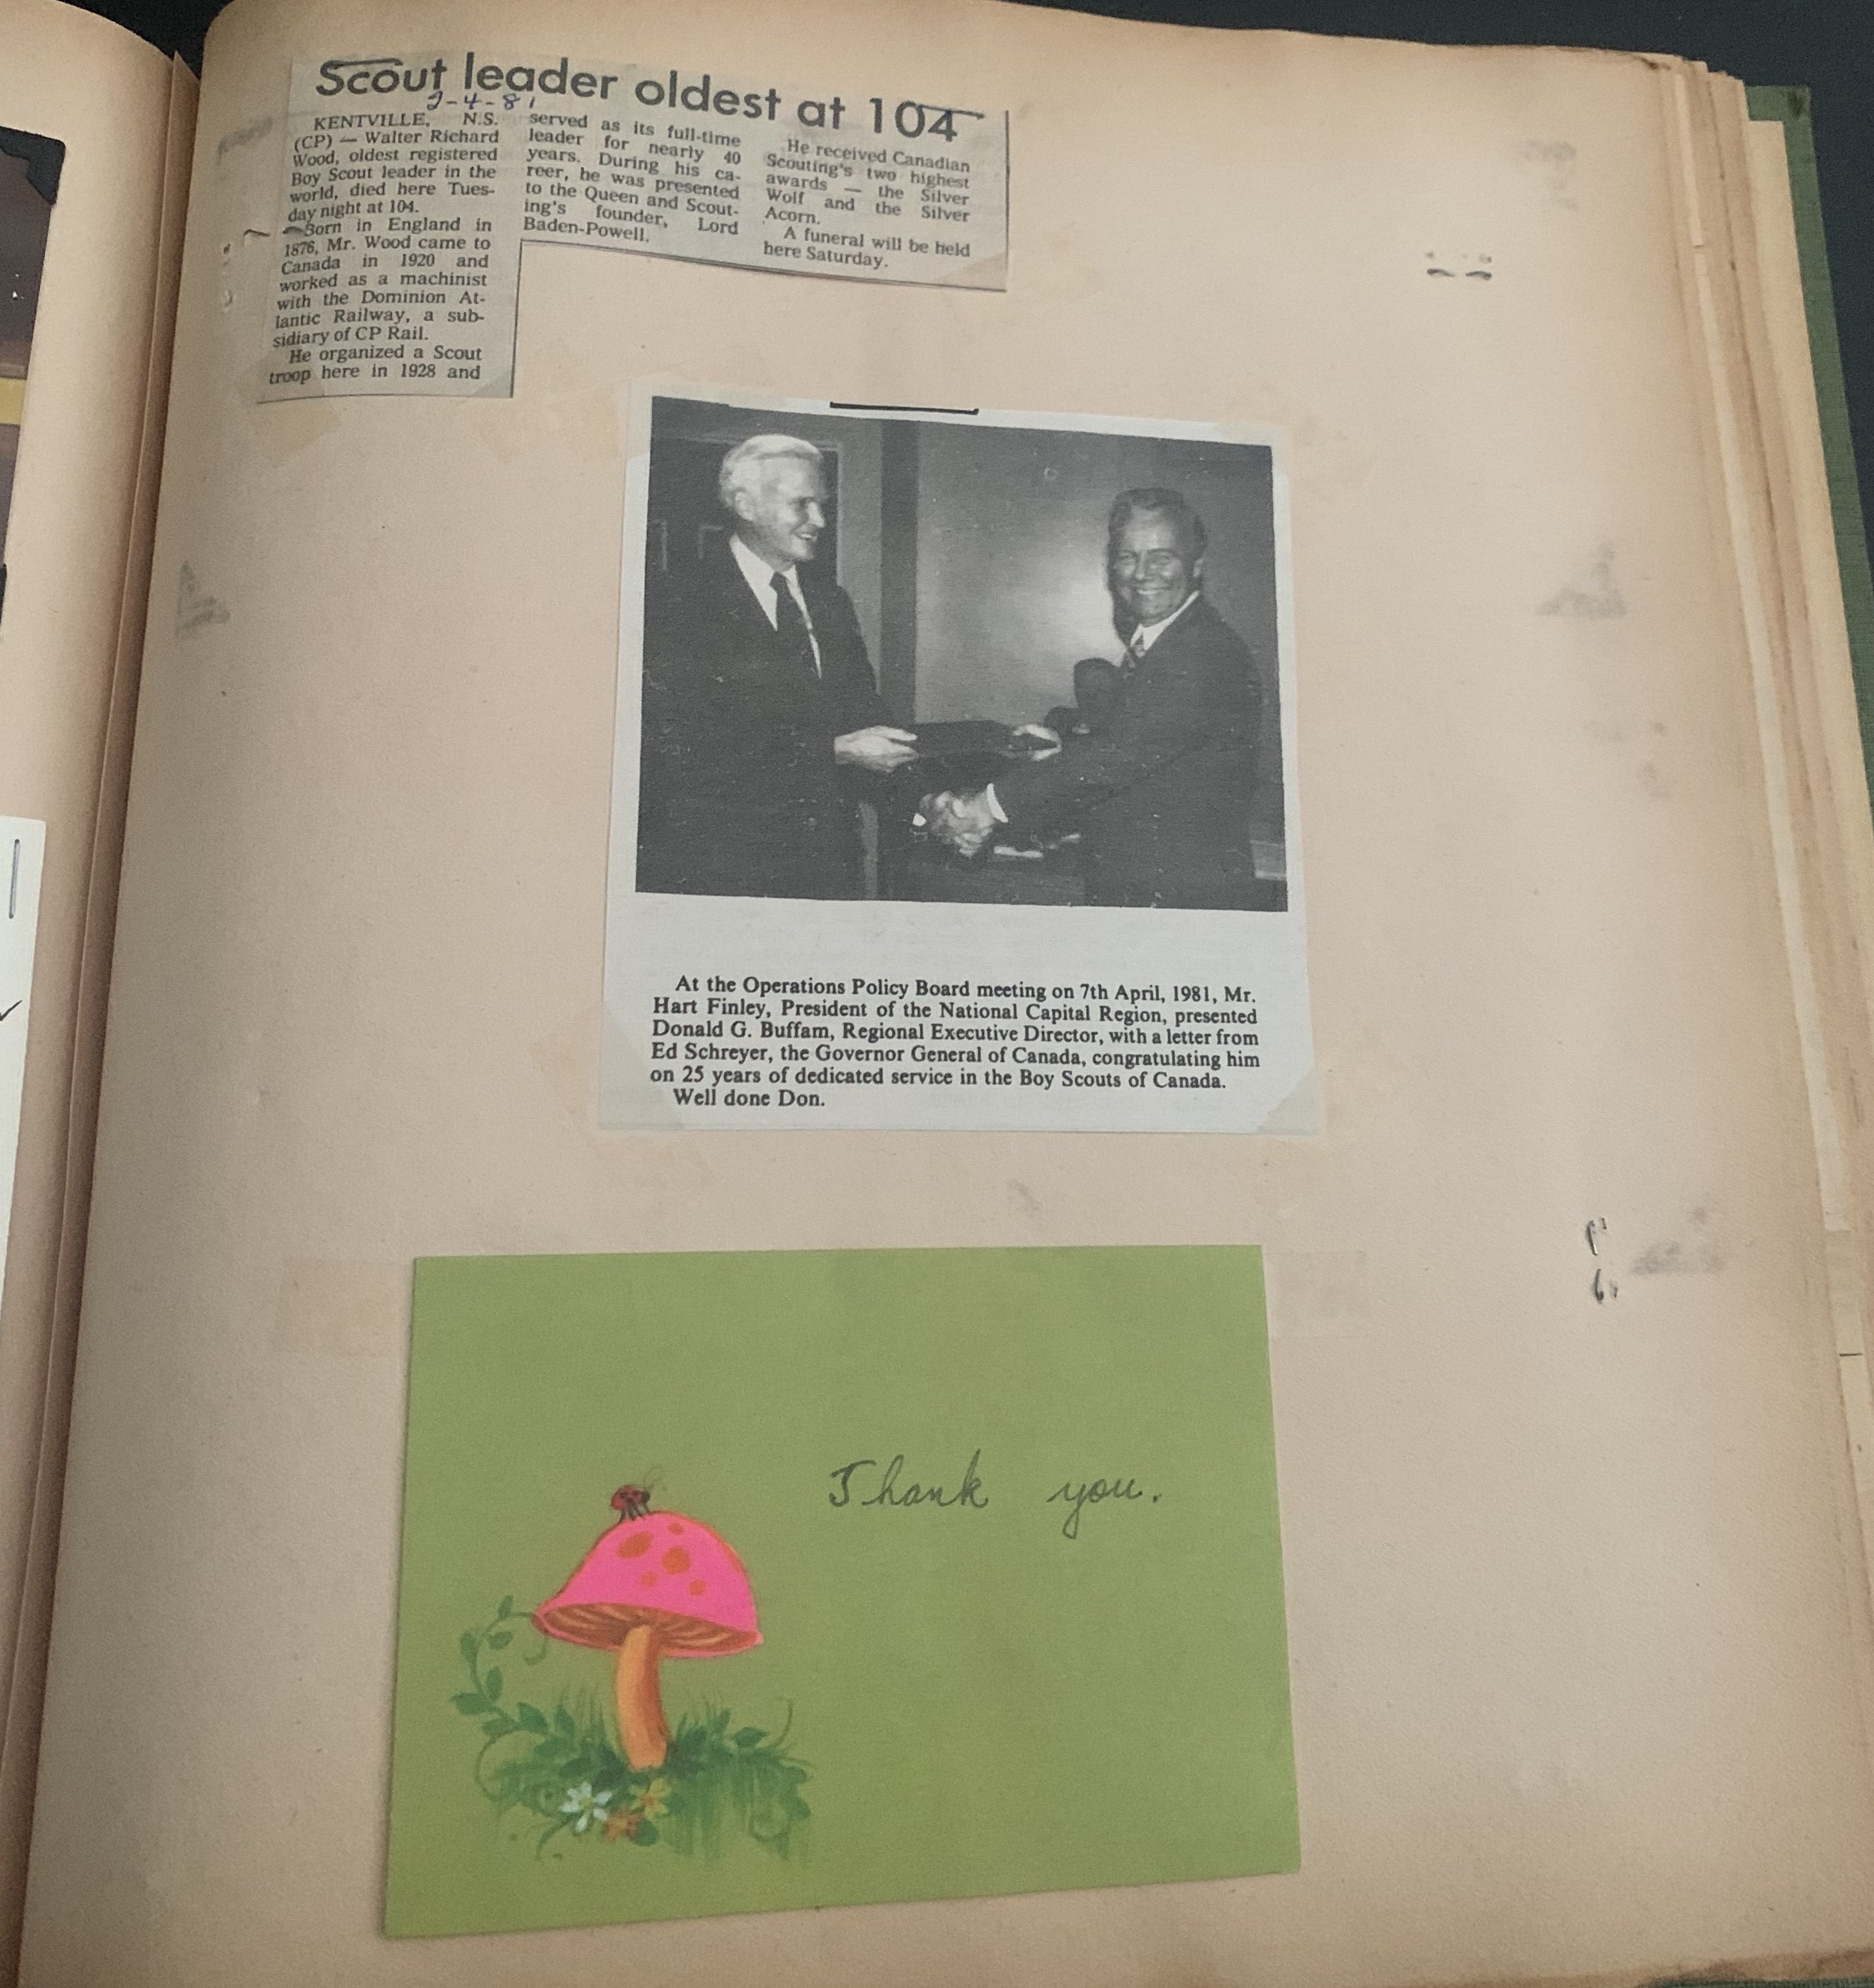 Scout leader oldest at 104
2-4-81
KENTVILLE, N.S.
(CP) — Walter Richard
Wood, oldest registered
Boy Scout leader in the
world, died here Tues-
day night at 104.
Born in England in
1876, Mr. Wood came to
Canada in 1920 and
worked as a machinist
with the Dominion At-
lantic Railway, a sub-
sidiary of CP Rail.
He organized a Scout
troop here in 1928 and
served as its full-time
leader for nearly 40
years. During his ca-
reer, he was presented
to the Queen and Scout-
ing's founder, Lord
Baden-Powell.
He received Canadian
Scouting's two highest
awards — the Silver
Wolf and the Silver
Acorn.
A funeral will be held
here Saturday.
At the Operations Policy Board meeting on 7th April, 1981, Mr.
Hart Finley, President of the National Capital Region, presented
Donald G. Buffam, Regional Executive Director, with a letter from
Ed Schreyer, the Governor General of Canada, congratulating him
on 25 years of dedicated service in the Boy Scouts of Canada.
Well done Don.
Thank you.